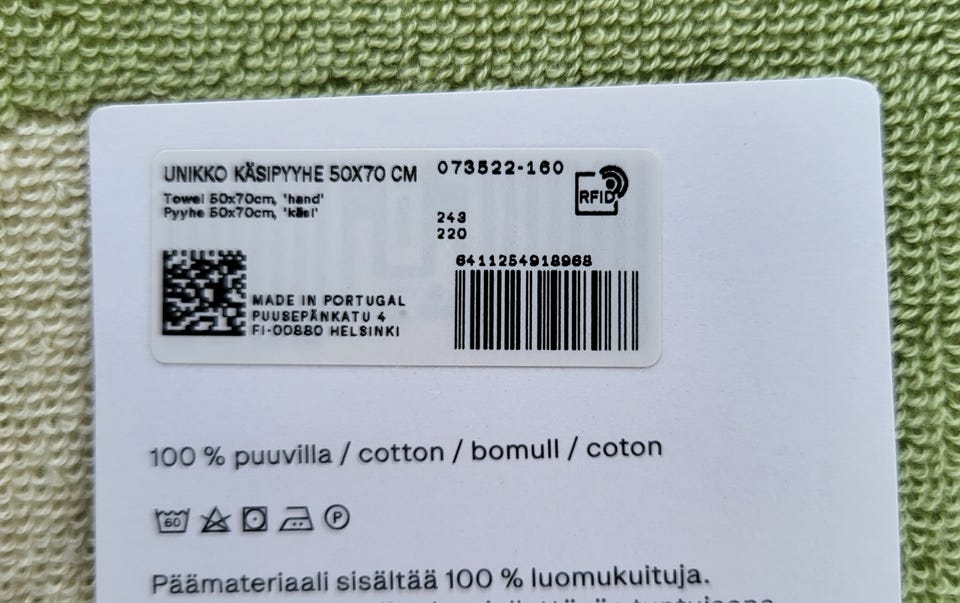 UNIKKO KÄSIPYYHE 50X70 CM
073522-160
RFID
Towel 50x70cm, 'hand'
Pyyhe 50x70cm, 'käsi'
243
220
6411254918968
MADE IN PORTUGAL
PUUSEPÄNKATU 4
FI-00880 HELSINKI
100 % puuvilla / cotton / bomull / coton
60
P
Päämateriaali sisältää 100 % luomukuituja.